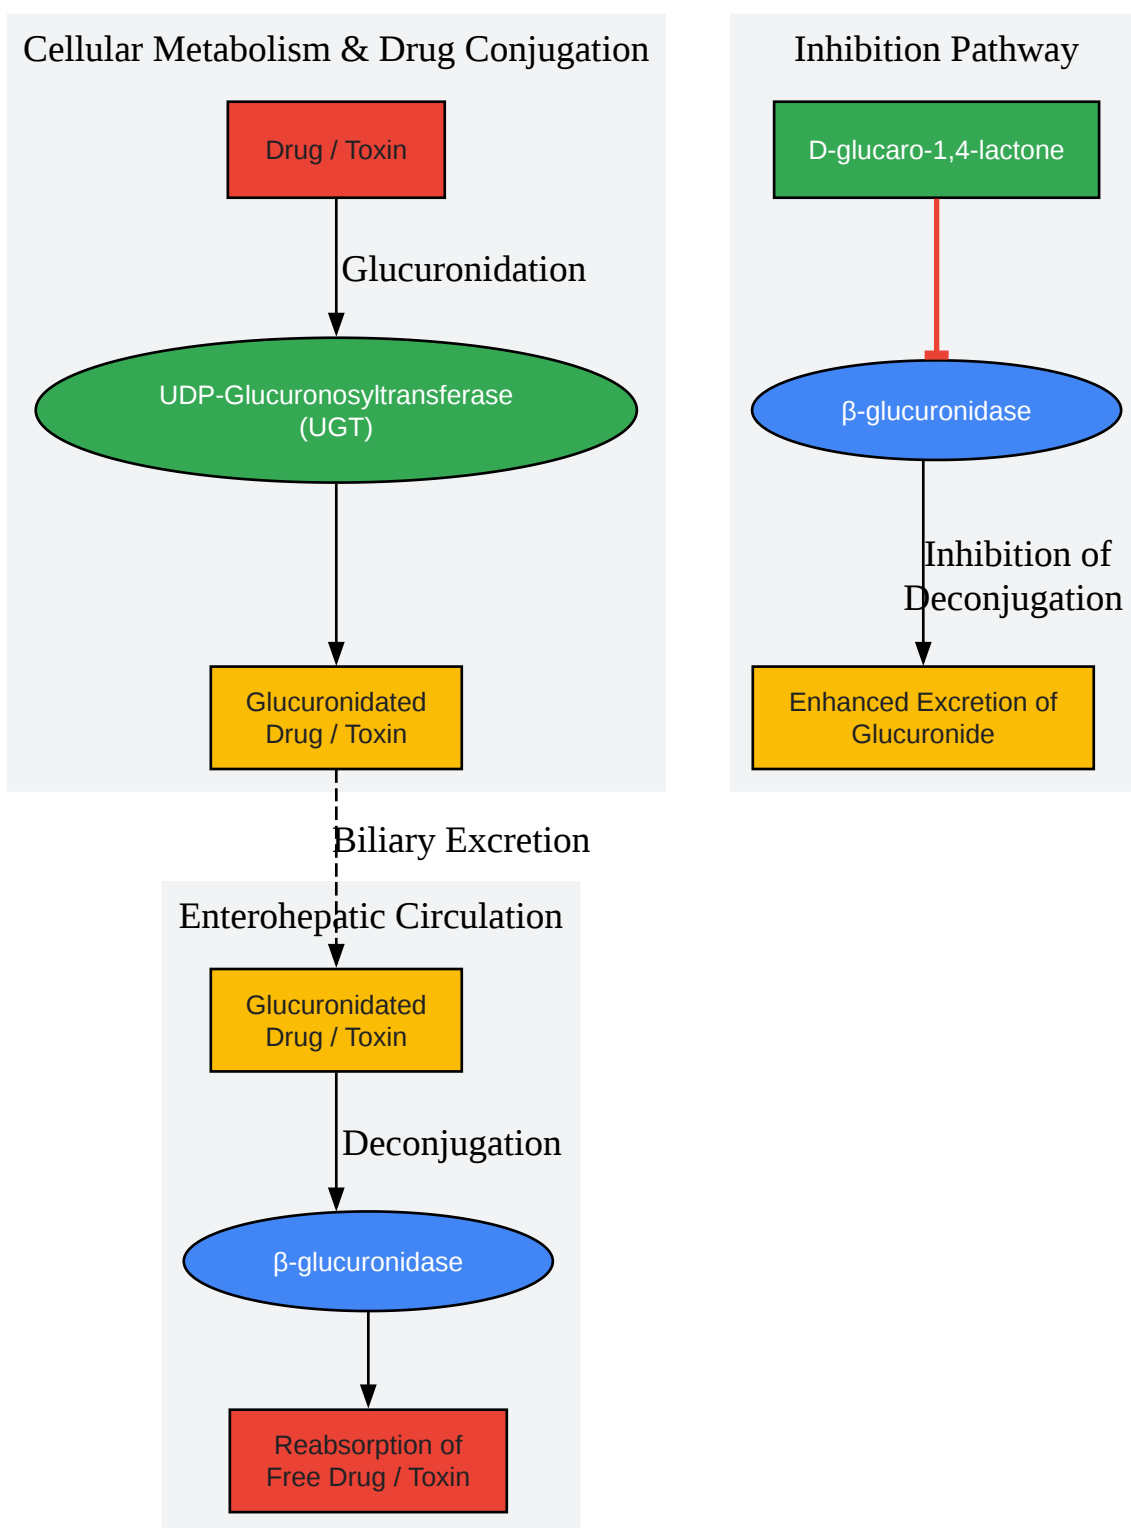 Cellular Metabolism & Drug Conjugation
Drug / Toxin
Glucuronidation
UDP-Glucuronosyltransferase
(UGT)
Glucuronidated
Drug / Toxin
Biliary Excretion
Enterohepatic Circulation
Glucuronidated
Drug / Toxin
Deconjugation
β-glucuronidase
Reabsorption of
Free Drug / Toxin
Inhibition Pathway
D-glucaro-1,4-lactone
β-glucuronidase
Inhibition of
Deconjugation
Enhanced Excretion of
Glucuronide